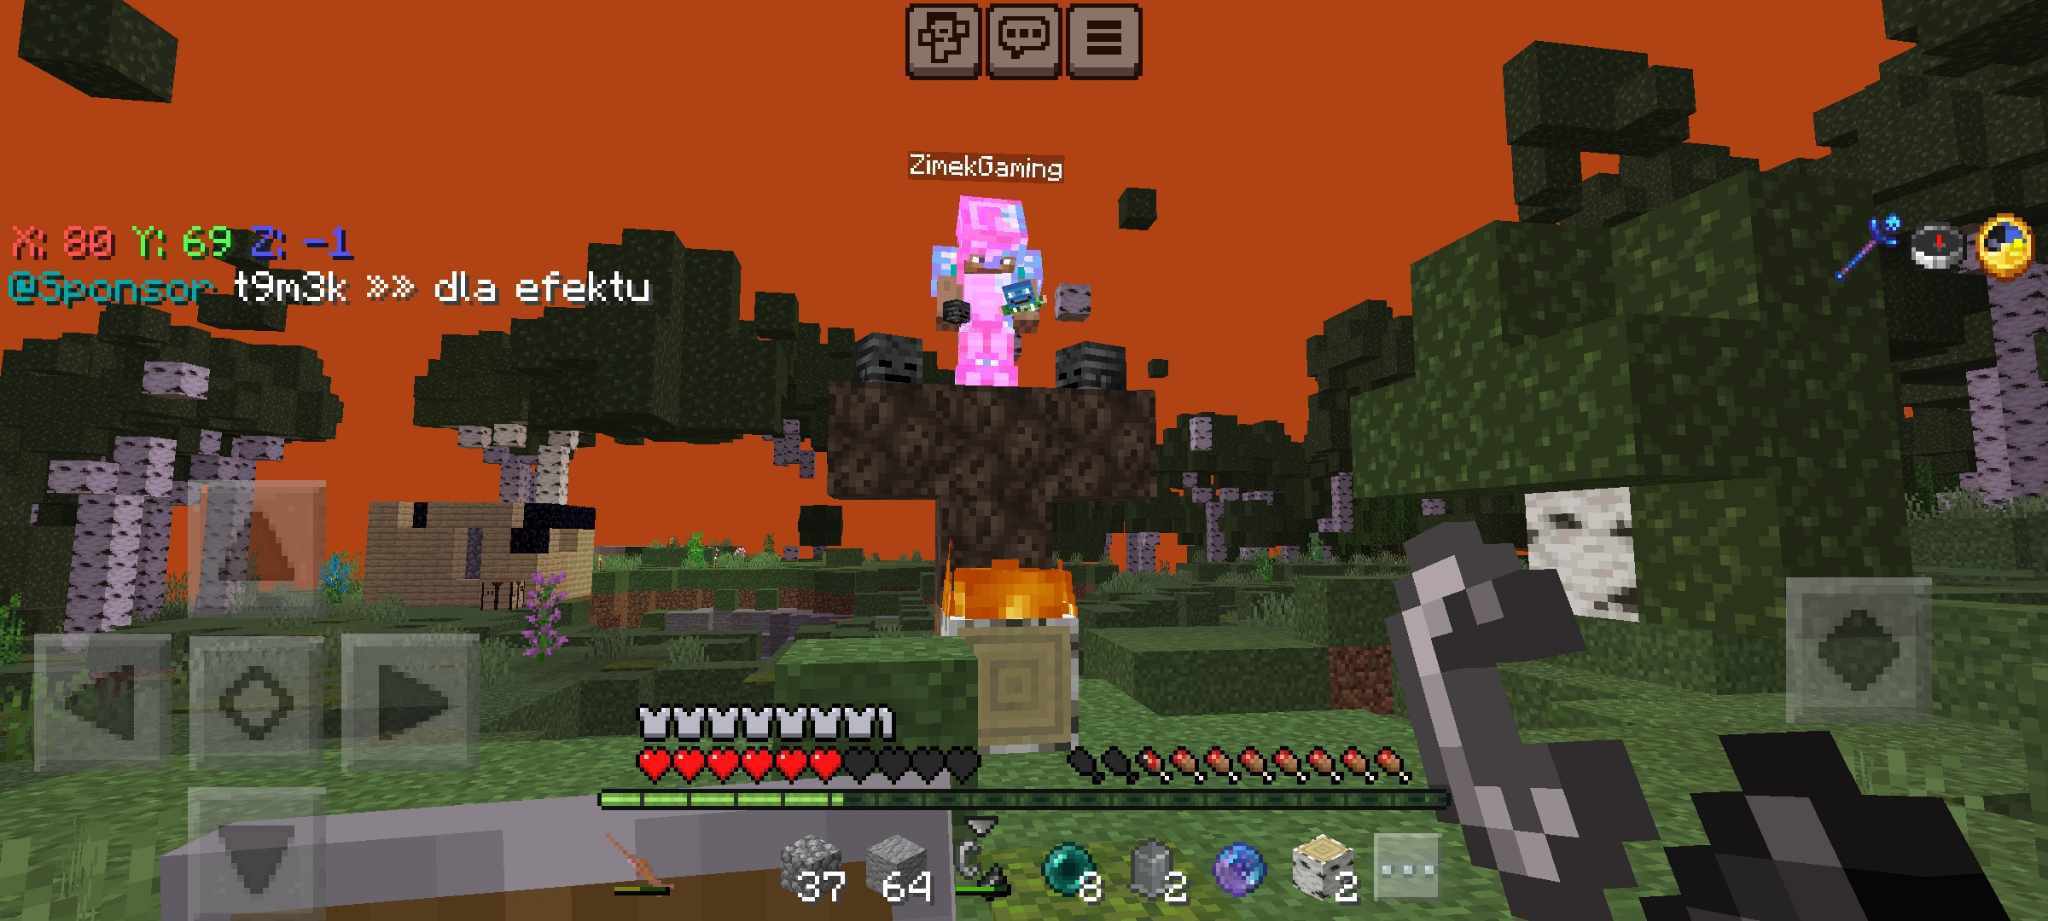 ZimekGaming
X: 80 Y: 69 Z: -1
@Sponsor t9m3k »» dla efektu
37
64
8
2
2